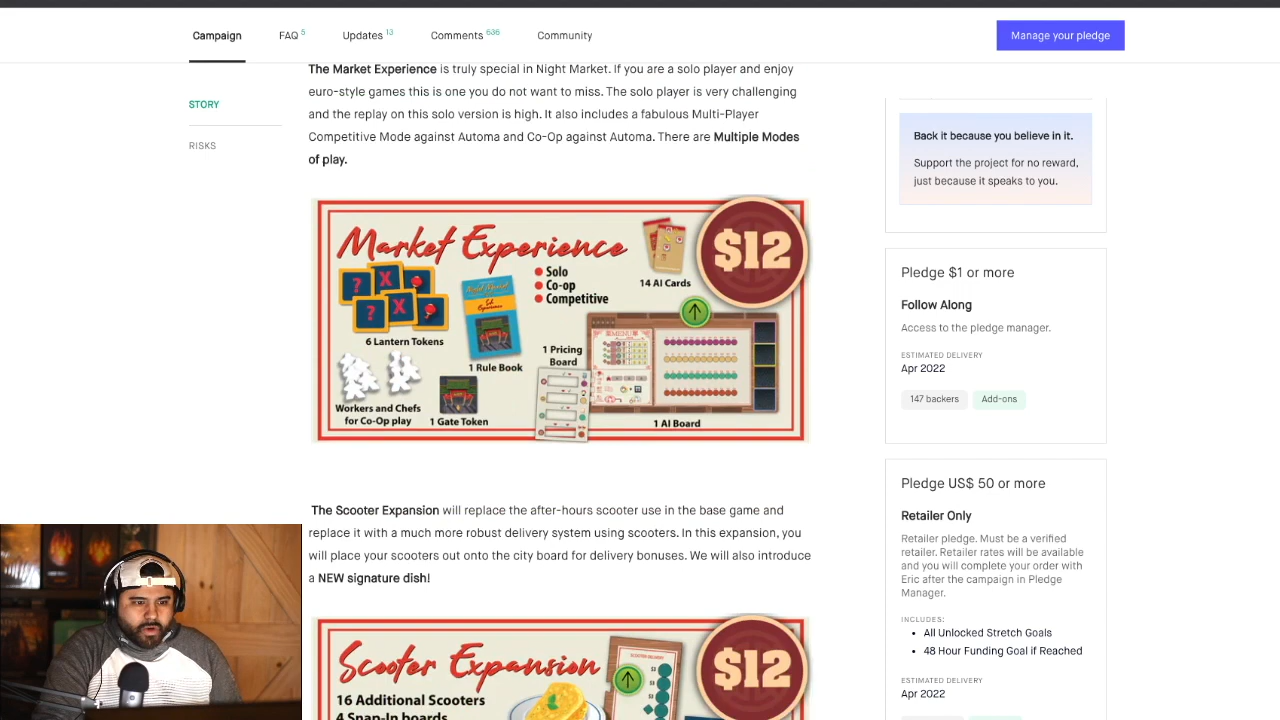 Campaign
FAQ 5
Updates 13
Comments 636
Community
Manage your pledge
STORY
RISKS
The Market Experience is truly special in Night Market. If you are a solo player and enjoy
euro-style games this is one you do not want to miss. The solo player is very challenging
and the replay on this solo version is high. It also includes a fabulous Multi-Player
Competitive Mode against Automa and Co-Op against Automa. There are Multiple Modes
of play.
Market Experience
$12
Solo
Co-op
Competitive
14 AI Cards
6 Lantern Tokens
1 Rule Book
1 Pricing
Board
MENU
Workers and Chefs
for Co-Op play
1 Gate Token
1 AI Board
The Scooter Expansion will replace the after-hours scooter use in the base game and
replace it with a much more robust delivery system using scooters. In this expansion, you
will place your scooters out onto the city board for delivery bonuses. We will also introduce
a NEW signature dish!
Scooter Expansion
$12
16 Additional Scooters
4 Snap-In boards
Back it because you believe in it.
Support the project for no reward,
just because it speaks to you.
Pledge $1 or more
Follow Along
Access to the pledge manager.
ESTIMATED DELIVERY
Apr 2022
147 backers
Add-ons
Pledge US$ 50 or more
Retailer Only
Retailer pledge. Must be a verified
retailer. Retailer rates will be available
and you will complete your order with
Eric after the campaign in Pledge
Manager.
INCLUDES:
All Unlocked Stretch Goals
48 Hour Funding Goal if Reached
ESTIMATED DELIVERY
Apr 2022